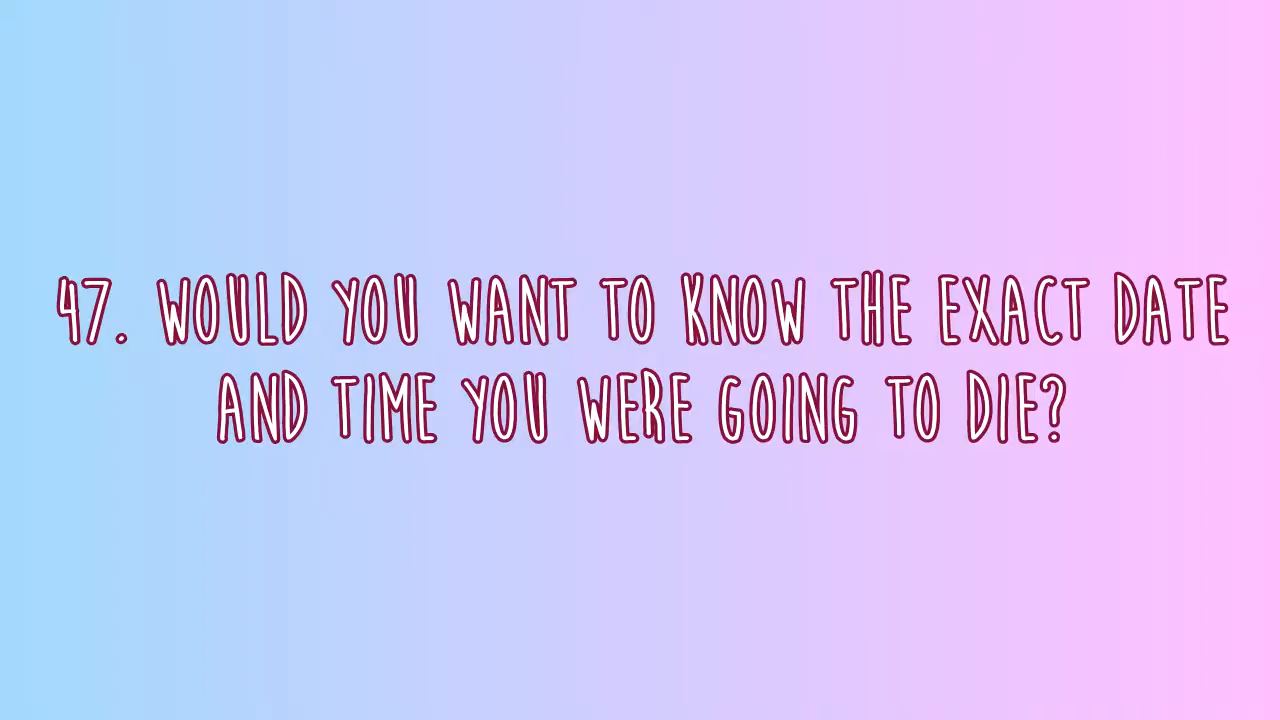 47. WOULD YOU WANT TO KNOW THE EXACT DATE
AND TIME YOU WERE GOING TO DIE?